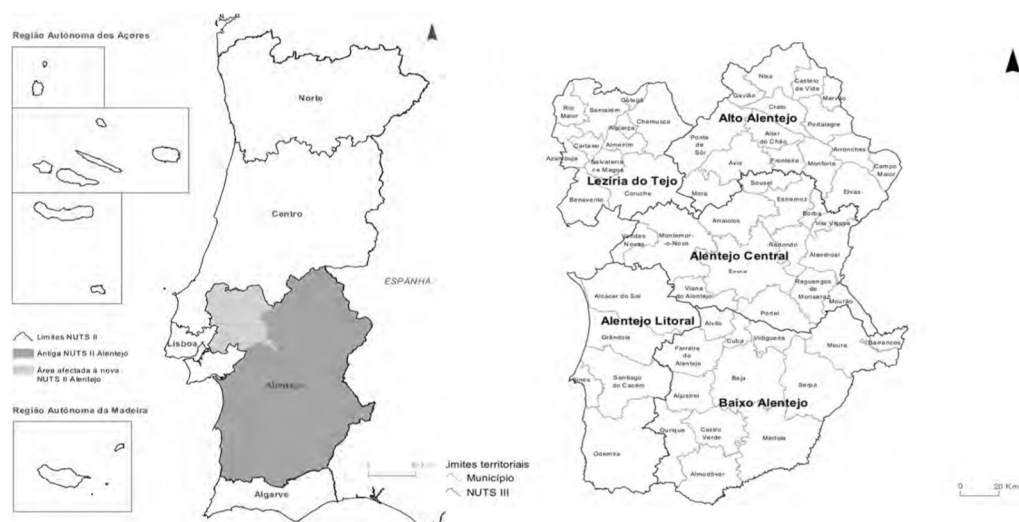 Região Autónoma dos Açores
Norte
Centro
ESPANHA
Lisboa
Alentejo
Limites NUTS II
Antiga NUTS II Alentejo
Área afectada à nova
NUTS II Alentejo
Região Autónoma da Madeira
Algarve
Limites territoriais
Município
NUTS III
Nisa
Castelo
de Vide
Gavião
Marvão
Crato
Alto Alentejo
Portalegre
Ponte
de
Sôr
Alter
do Chão
Arronches
Avis
Fronteira
Monforte
Campo
Maior
Elvas
Mora
Sousel
Rio
Maior
Santarém
Golegã
Chamusca
Alpiarça
Cartaxo
Almeirim
Azambuja
Salvaterra
de Magos
Lezíria do Tejo
Benavente
Coruche
Estremoz
Arraiolos
Borba
Vila Viçosa
Vendas
Novas
Montemor-
o-Novo
Redondo
Alandroal
Alentejo Central
Évora
Reguengos
de
Monsaraz
Viana
do Alentejo
Mourão
Portel
Alcácer do Sal
Alentejo Litoral
Grândola
Santiago
do Cacém
Sines
Odemira
Alvito
Cuba
Vidigueira
Moura
Barrancos
Ferreira
do
Alentejo
Beja
Serpa
Aljustrel
Baixo Alentejo
Ourique
Castro
Verde
Mértola
Almodôvar
0 20 Km